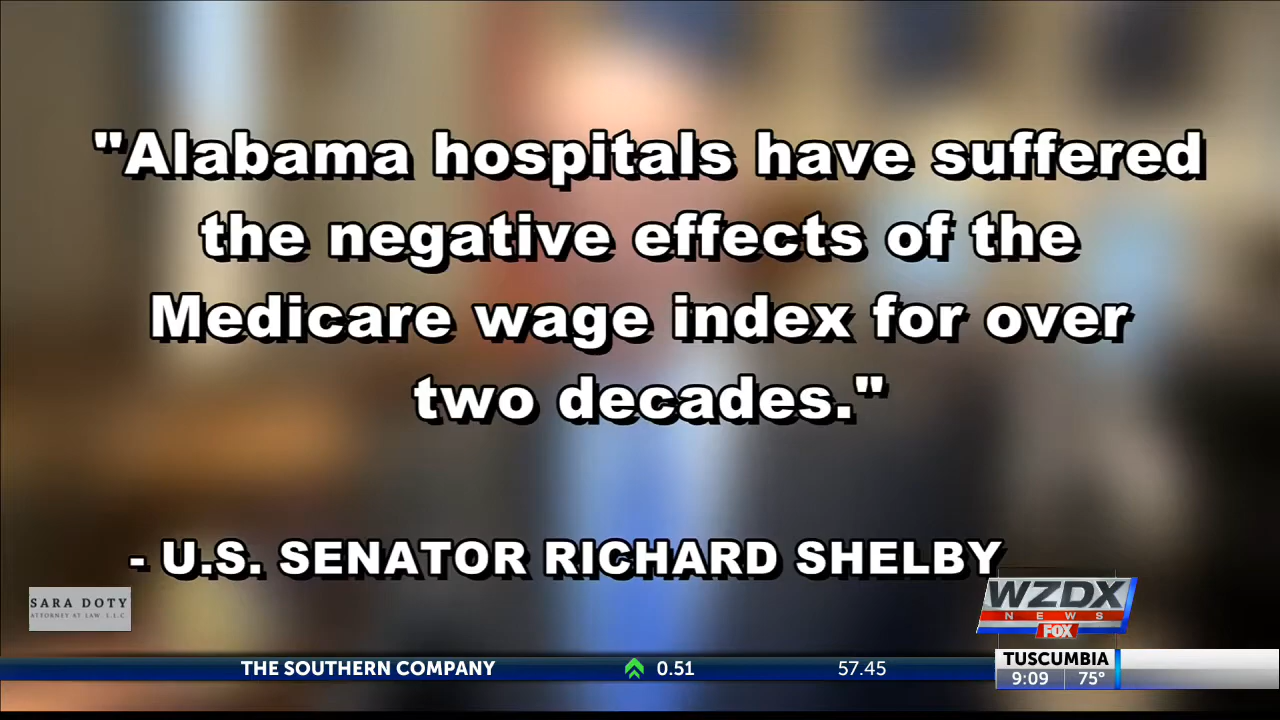 "Alabama hospitals have suffered
the negative effects of the
Medicare wage index for over
two decades."
- U.S. SENATOR RICHARD SHELBY
SARA DOTY
ATTORNEY AT LAW, L.L.C.
WZDX
NEWS
FOX
THE SOUTHERN COMPANY 0.51 57.45
TUSCUMBIA
9:09 75°